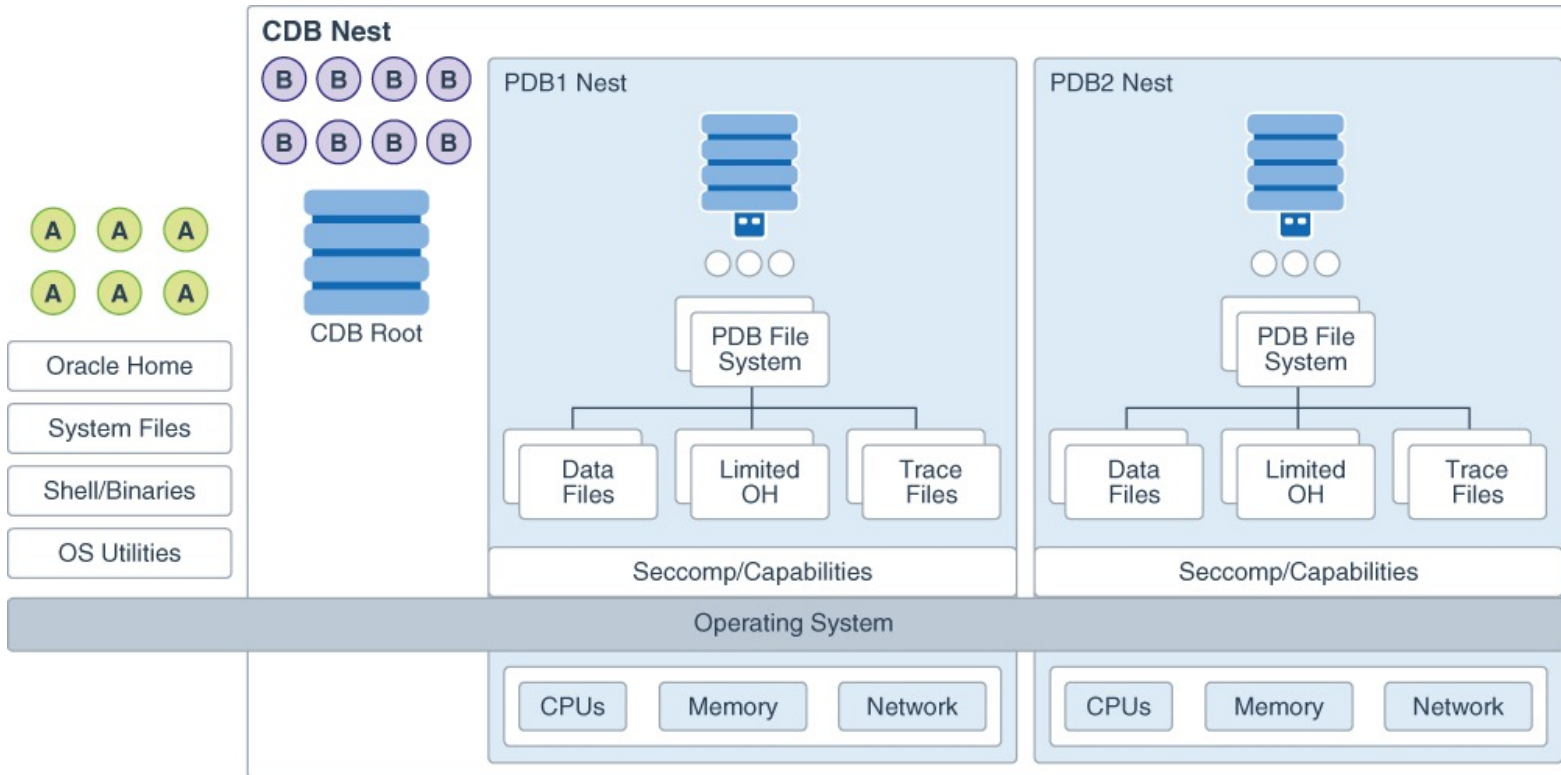 CDB Nest
B B B B
B B B B
CDB Root
A A A
A A A
Oracle Home
System Files
Shell/Binaries
OS Utilities
PDB1 Nest
PDB File
System
Data
Files
Limited
OH
Trace
Files
Seccomp/Capabilities
PDB2 Nest
PDB File
System
Data
Files
Limited
OH
Trace
Files
Seccomp/Capabilities
Operating System
CPUs
Memory
Network
CPUs
Memory
Network